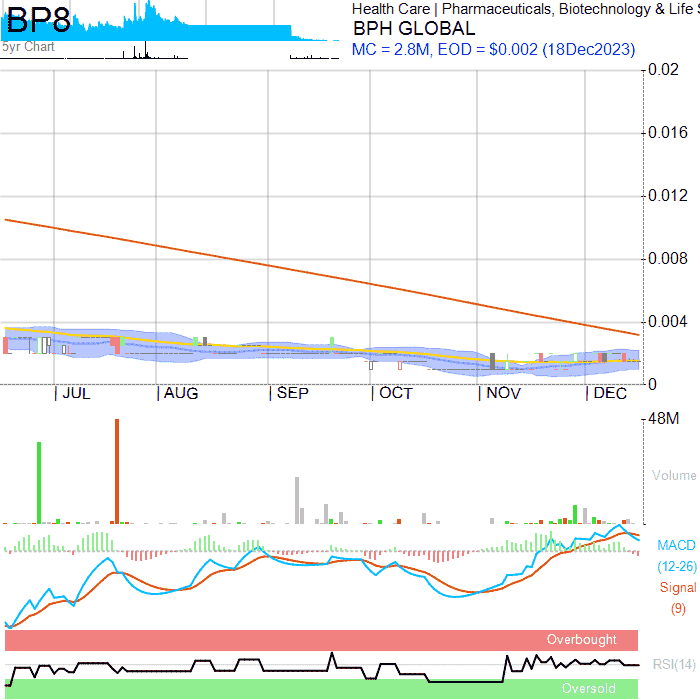 BP8
Health Care | Pharmaceuticals, Biotechnology & Life S
BPH GLOBAL
5yr Chart
MC = 2.8M, EOD = $0.002 (18Dec2023)
0.02
0.016
0.012
0.008
0.004
0
JUL AUG SEP OCT NOV DEC
48M
Volume
MACD
(12-26)
Signal
(9)
Overbought
RSI(14)
Oversold